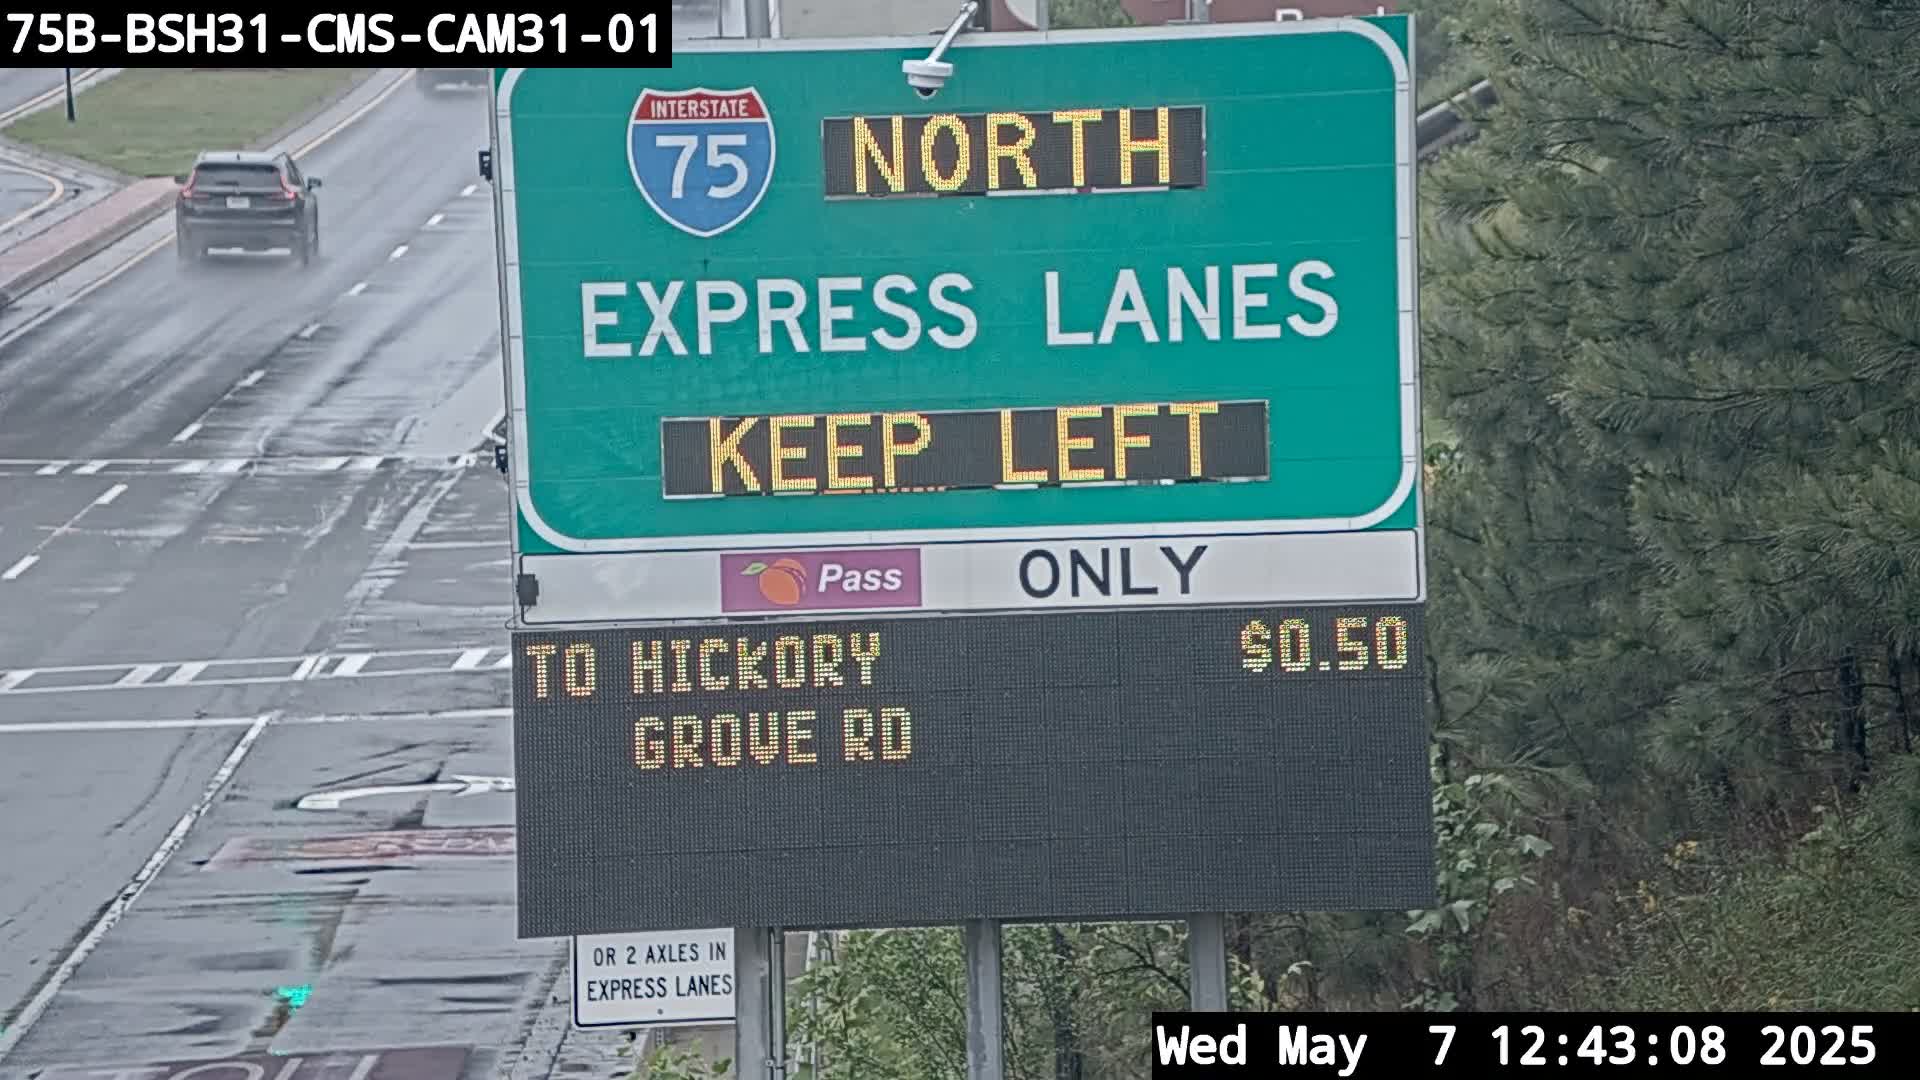 75B-BSH31-CMS-CAM31-01
INTERSTATE
75
NORTH
EXPRESS LANES
KEEP LEFT
Pass ONLY
TO HICKORY $0.50
GROVE RD
OR 2 AXLES IN
EXPRESS LANES
Wed May 7 12:43:08 2025